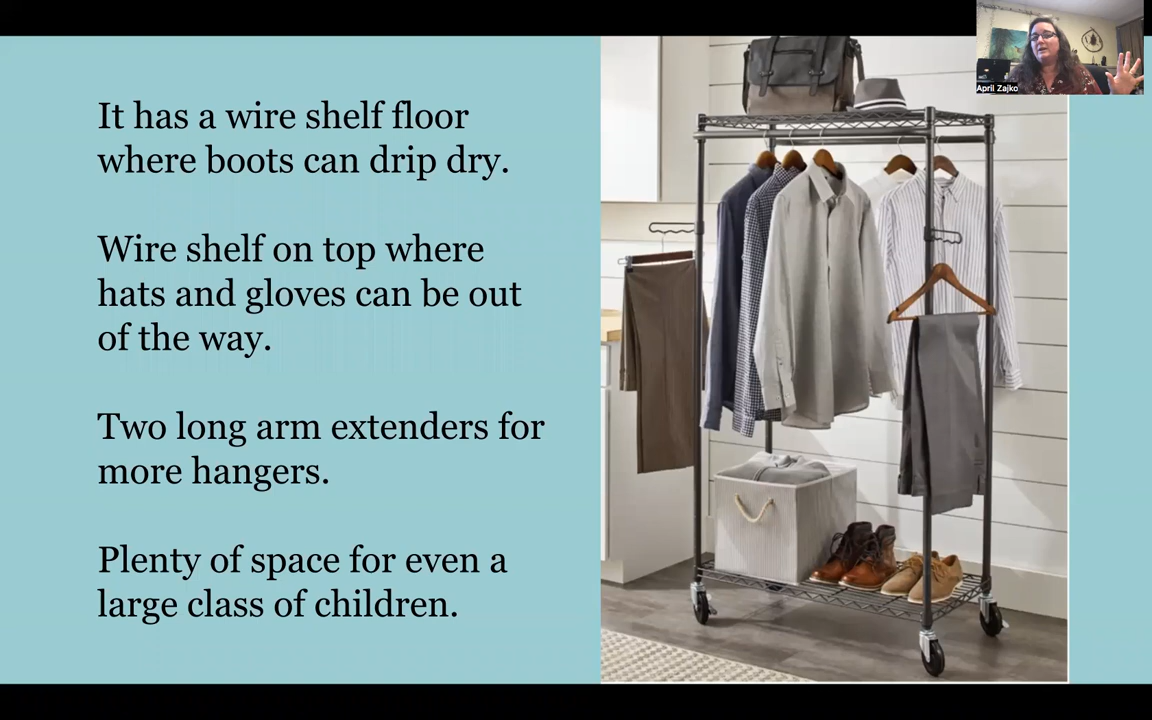 April Zajko
It has a wire shelf floor
where boots can drip dry.
Wire shelf on top where
hats and gloves can be out
of the way.
Two long arm extenders for
more hangers.
Plenty of space for even a
large class of children.